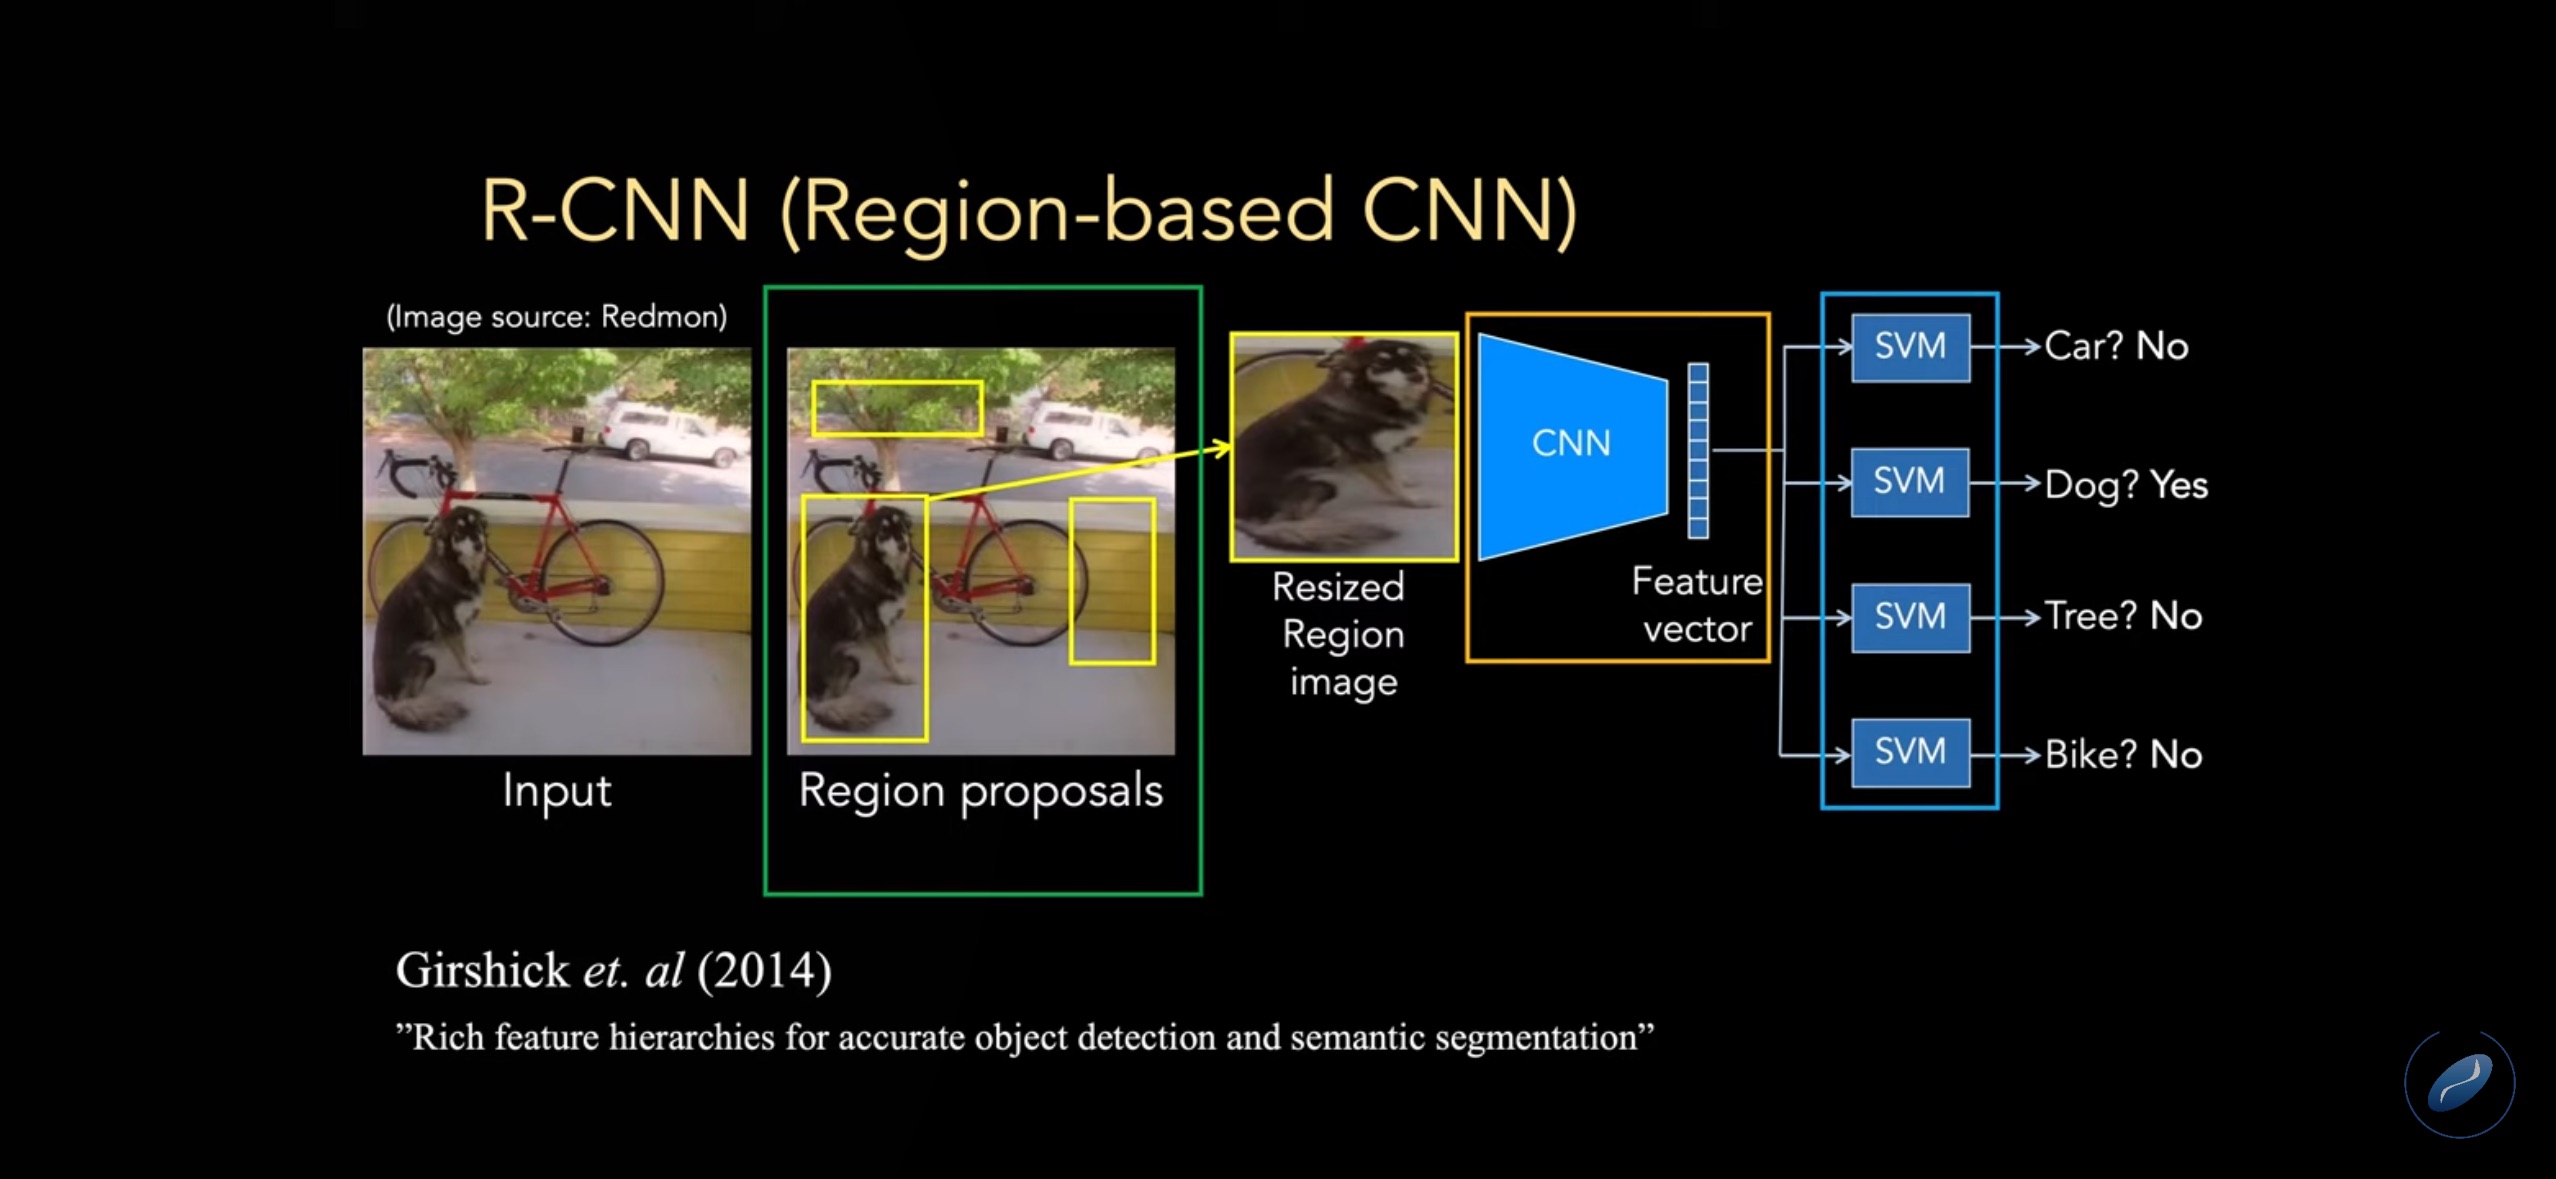 R-CNN (Region-based CNN)
(Image source: Redmon)
Input
Region proposals
Resized
Region
image
CNN
Feature
vector
SVM
Car? No
SVM
Dog? Yes
SVM
Tree? No
SVM
Bike? No
Girshick et. al (2014)
”Rich feature hierarchies for accurate object detection and semantic segmentation”